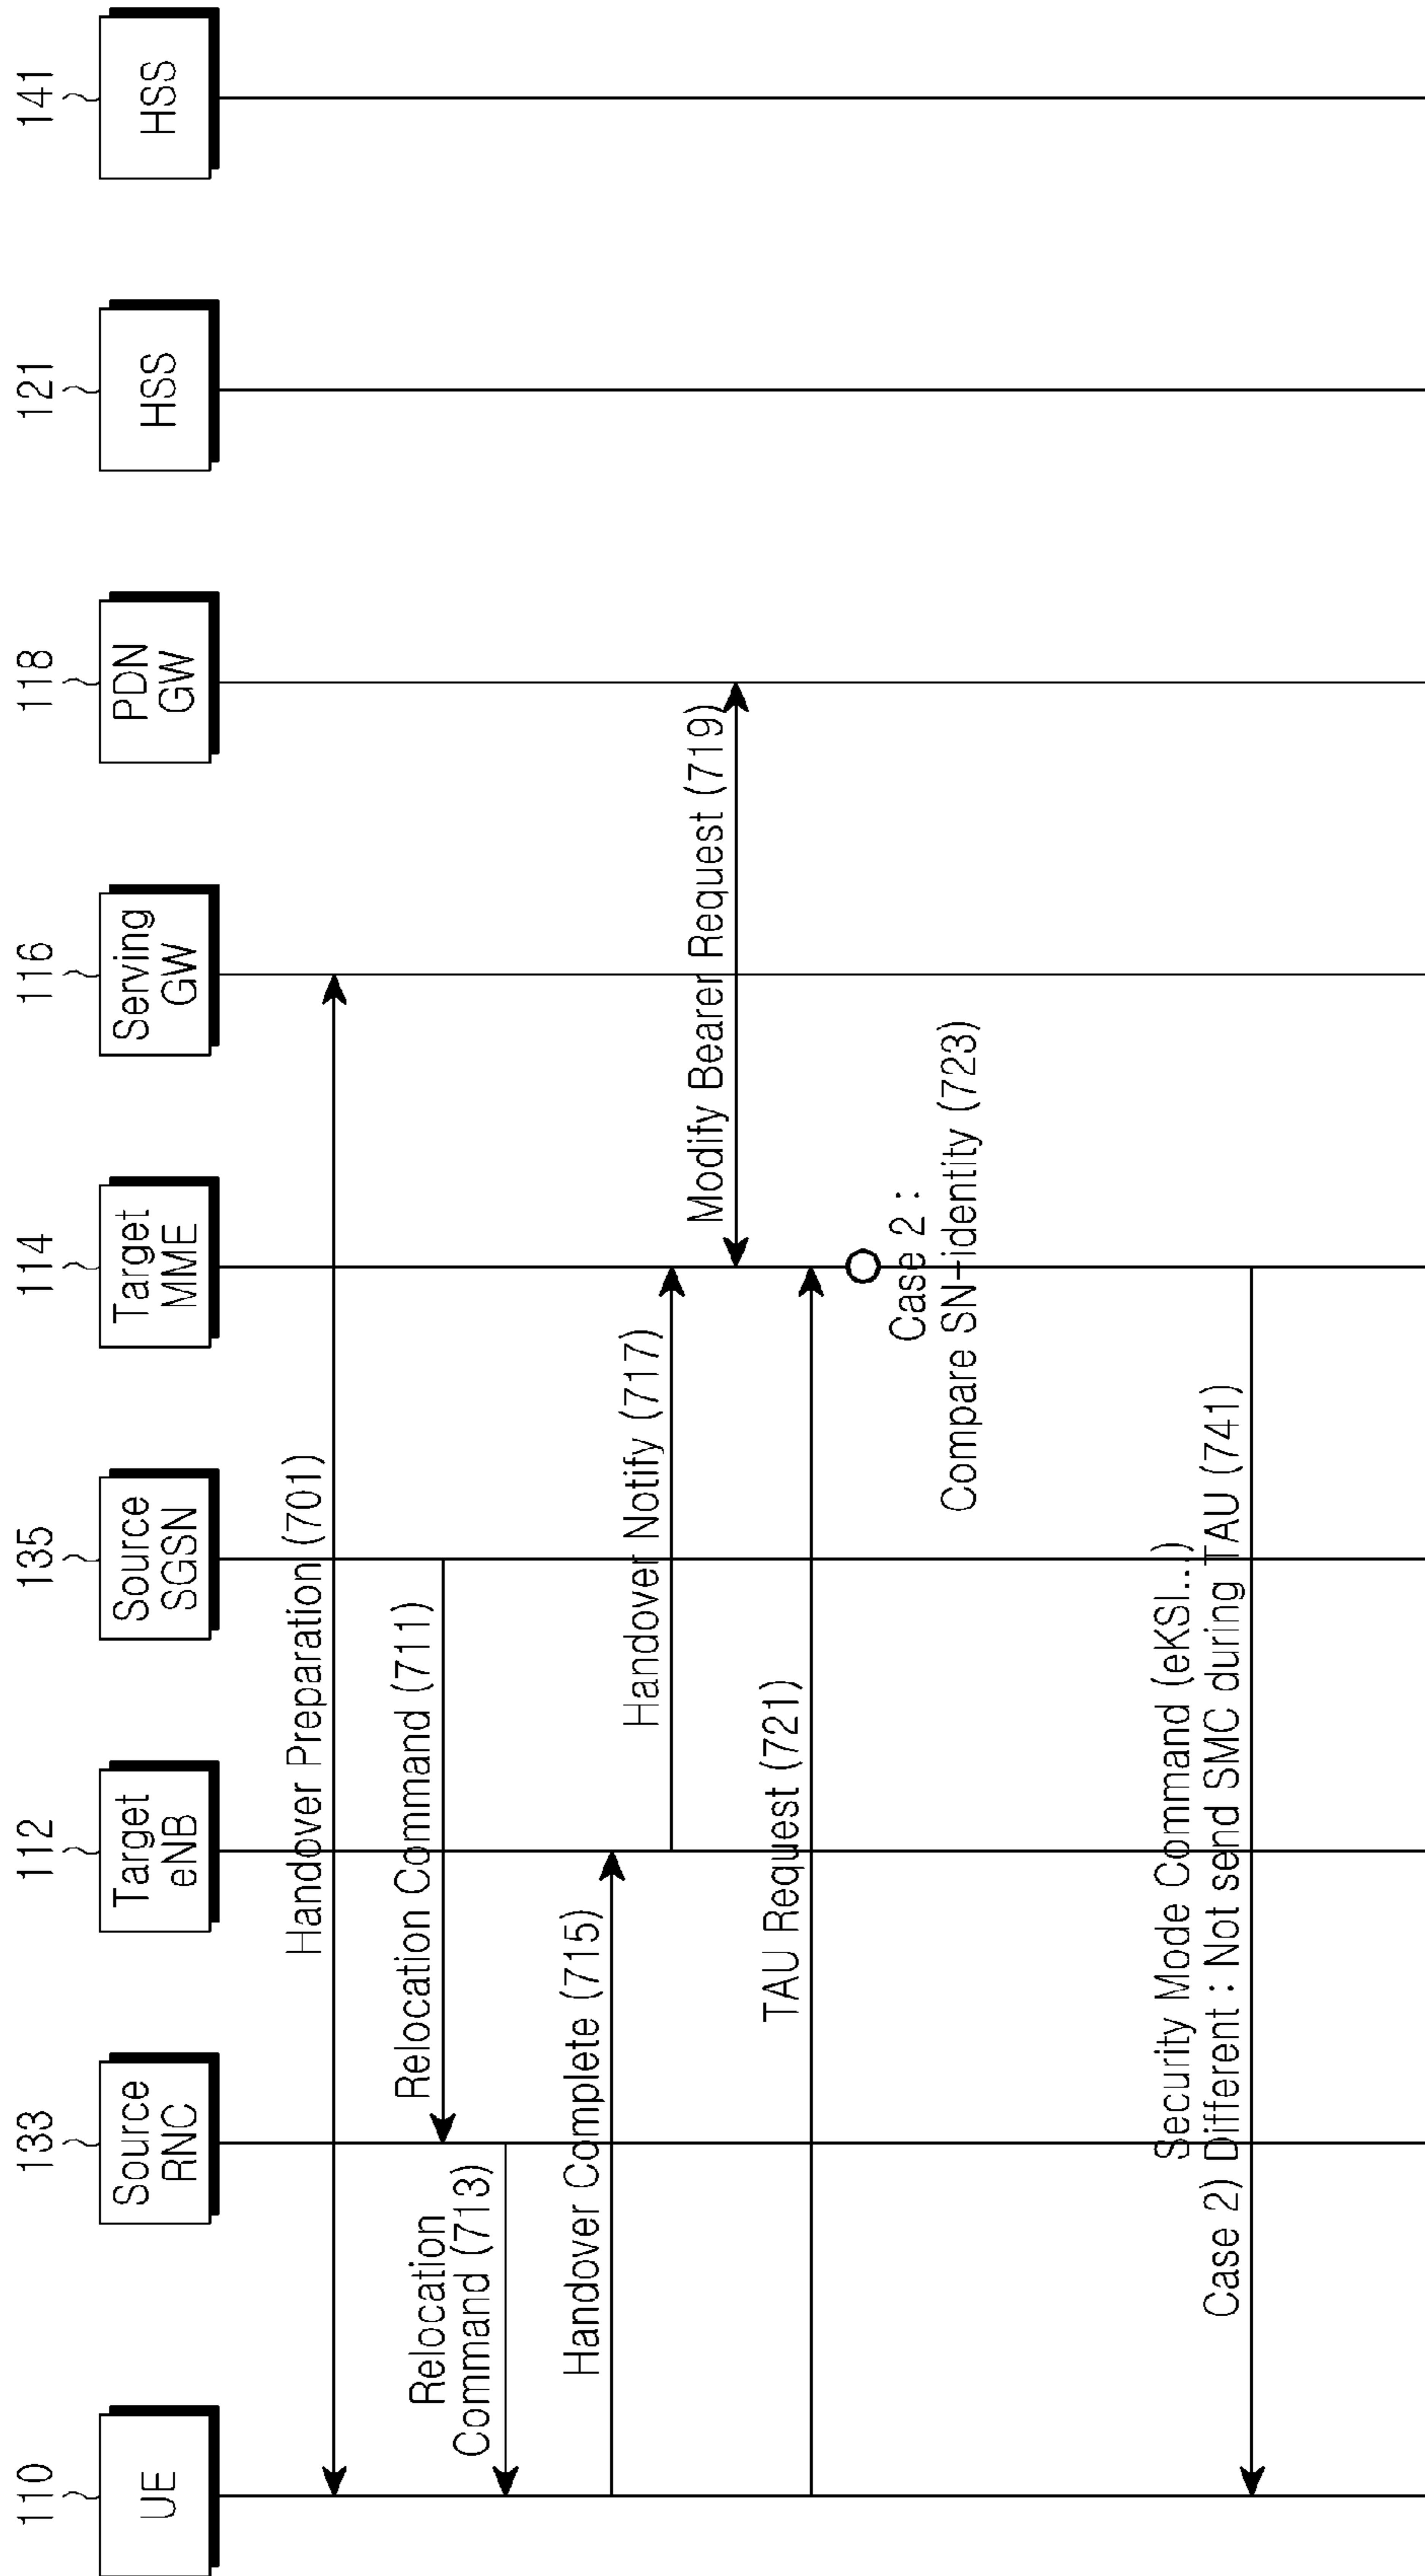 110
133
112
135
114
116
118
121
141
UE
Source
RNC
Target
eNB
Source
SGSN
Target
MME
Serving
GW
PDN
GW
HSS
HSS
Handover Preparation (701)
Relocation Command (711)
Relocation
Command (713)
Handover Complete (715)
Handover Notify (717)
Modify Bearer Request (719)
TAU Request (721)
Case 2 :
Compare SN-identity (723)
Security Mode Command (eKSI...)
Case 2) Different : Not send SMC during TAU (741)